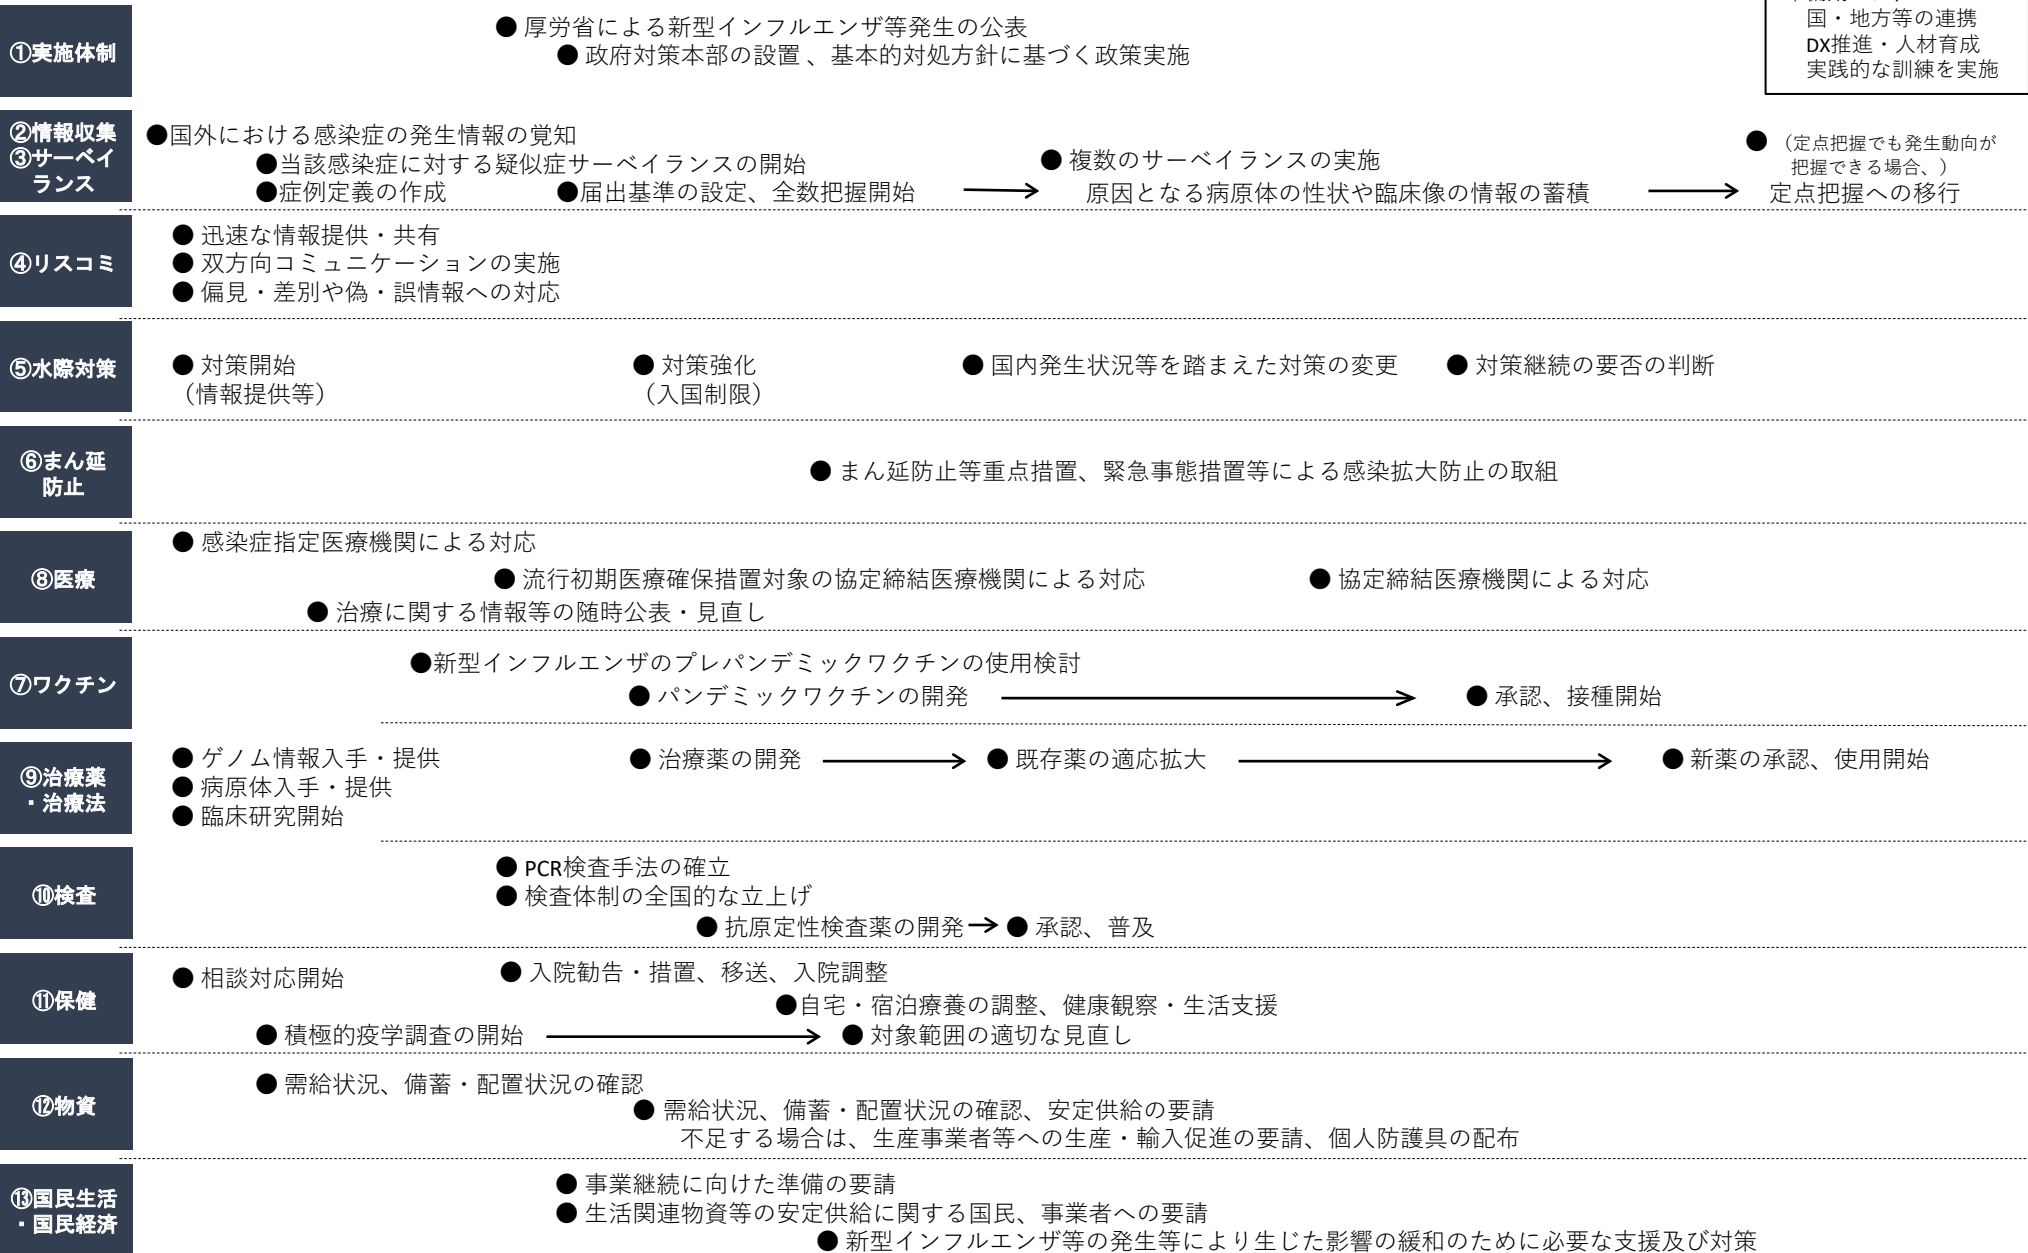 ①実施体制
● 厚労省による新型インフルエンザ等発生の公表
● 政府対策本部の設置、基本的対処方針に基づく政策実施
国・地方等の連携
DX推進・人材育成
実践的な訓練を実施
②情報収集
③サーベイ
ランス
●国外における感染症の発生情報の覚知
●当該感染症に対する疑似症サーベイランスの開始
●症例定義の作成
●届出基準の設定、全数把握開始
● 複数のサーベイランスの実施
原因となる病原体の性状や臨床像の情報の蓄積
● （定点把握でも発生動向が
把握できる場合、）
定点把握への移行
④リスコミ
● 迅速な情報提供・共有
● 双方向コミュニケーションの実施
● 偏見・差別や偽・誤情報への対応
⑤水際対策
● 対策開始
（情報提供等）
● 対策強化
（入国制限）
● 国内発生状況等を踏まえた対策の変更
● 対策継続の要否の判断
⑥まん延
防止
● まん延防止等重点措置、緊急事態措置等による感染拡大防止の取組
⑧医療
● 感染症指定医療機関による対応
● 流行初期医療確保措置対象の協定締結医療機関による対応
● 協定締結医療機関による対応
● 治療に関する情報等の随時公表・見直し
⑦ワクチン
●新型インフルエンザのプレパンデミックワクチンの使用検討
● パンデミックワクチンの開発
● 承認、接種開始
⑨治療薬
・治療法
● ゲノム情報入手・提供
● 病原体入手・提供
● 臨床研究開始
● 治療薬の開発
● 既存薬の適応拡大
● 新薬の承認、使用開始
⑩検査
● PCR検査手法の確立
● 検査体制の全国的な立上げ
● 抗原定性検査薬の開発
● 承認、普及
⑪保健
● 相談対応開始
● 入院勧告・措置、移送、入院調整
●自宅・宿泊療養の調整、健康観察・生活支援
● 積極的疫学調査の開始
● 対象範囲の適切な見直し
⑫物資
● 需給状況、備蓄・配置状況の確認
● 需給状況、備蓄・配置状況の確認、安定供給の要請
不足する場合は、生産事業者等への生産・輸入促進の要請、個人防護具の配布
⑬国民生活
・国民経済
● 事業継続に向けた準備の要請
● 生活関連物資等の安定供給に関する国民、事業者への要請
● 新型インフルエンザ等の発生等により生じた影響の緩和のために必要な支援及び対策